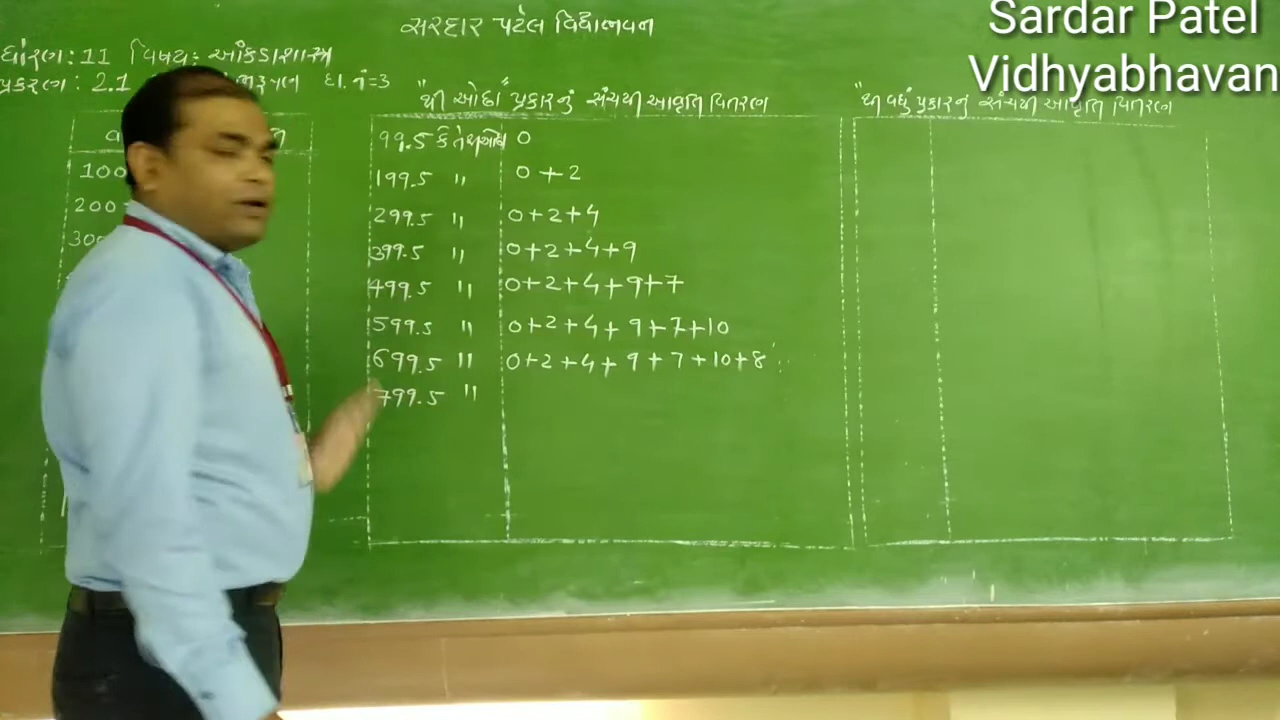 સરદાર પટેલ વિદ્યાભવન
Sardar Patel
Vidhyabhavan
ધોરણ: 11 વિષય: આંકડાશાસ્ત્ર
પ્રકરણ: 2.1 દા.નં=3
"થી ઓછા" પ્રકારનું સંચયી આવૃત્તિ વિતરણ
"થી વધુ પ્રકારનું સંચયી આવૃત્તિ વિતરણ
100
200
300
99.5 કે તેથી ઓછી 0
199.5 " 0+2
299.5 " 0+2+4
399.5 " 0+2+4+9
499.5 " 0+2+4+9+7
599.5 " 0+2+4+9+7+10
699.5 " 0+2+4+9+7+10+8
799.5 "